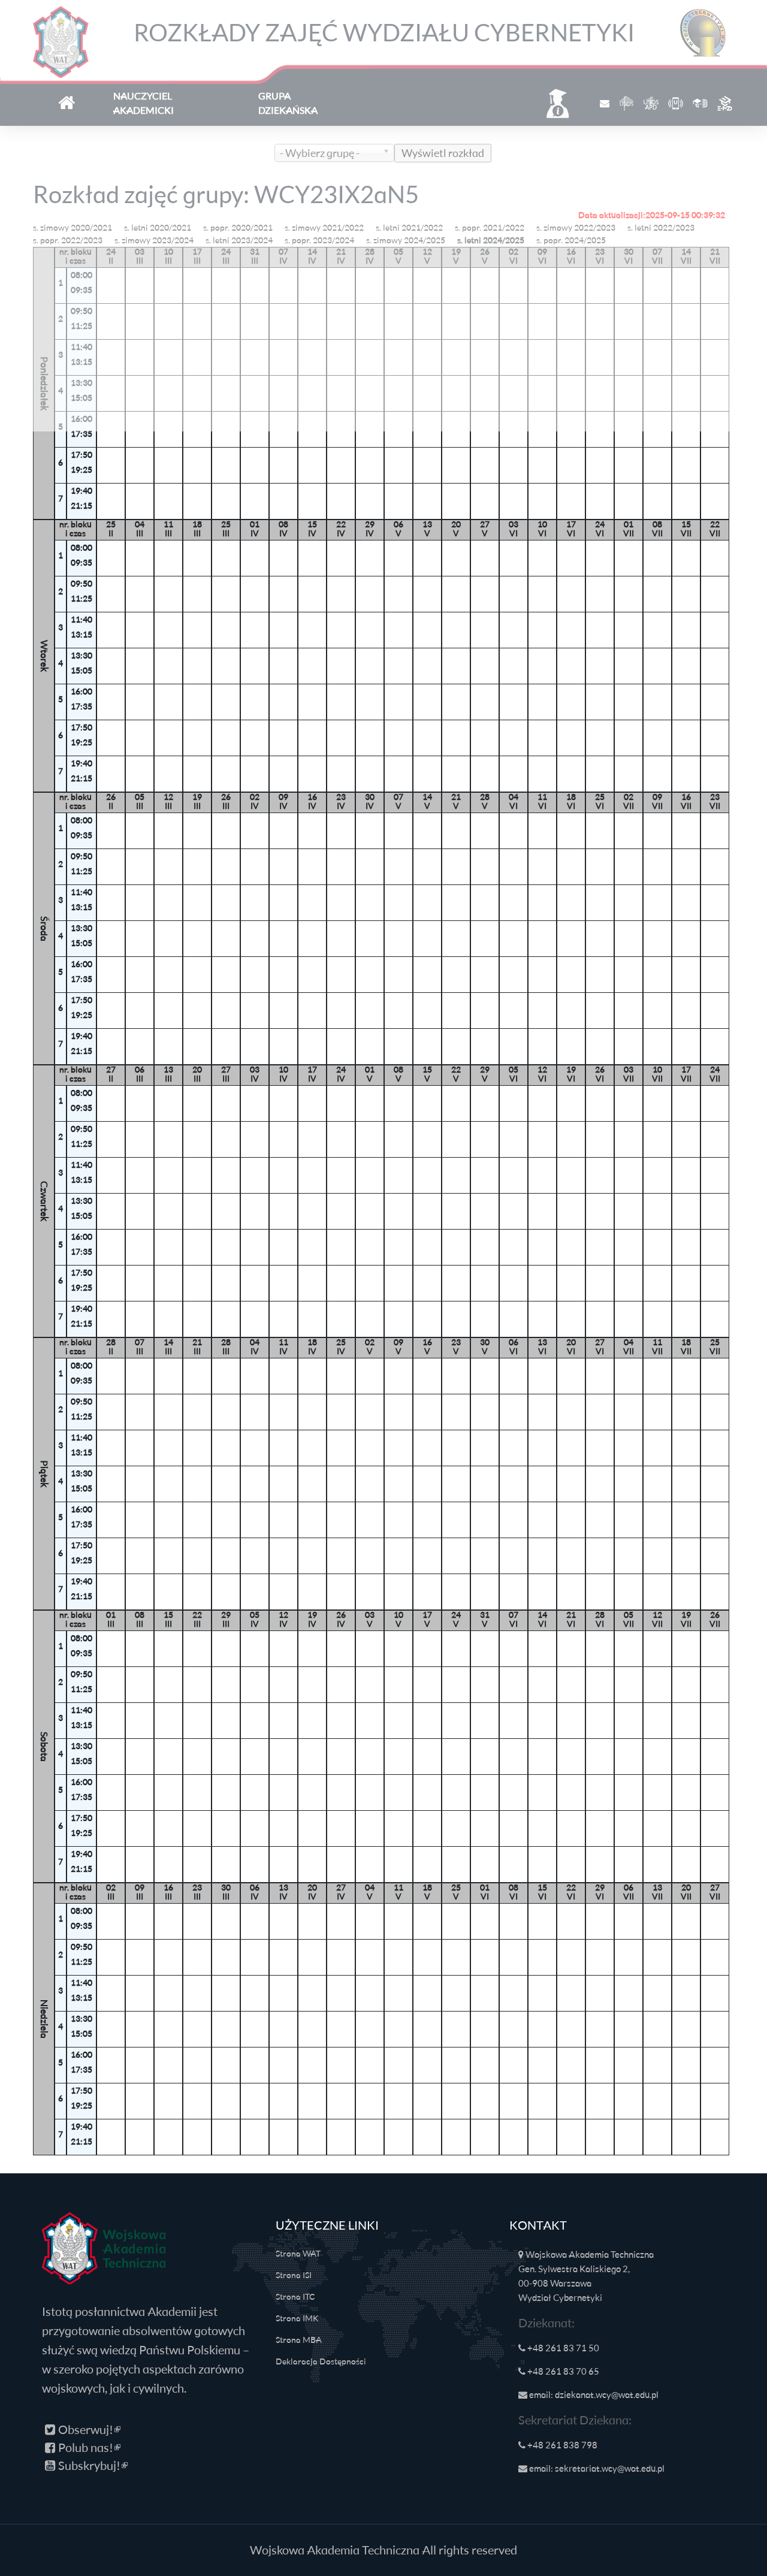 ROZKŁADY ZAJĘĆ WYDZIAŁU CYBERNETYKI
NAUCZYCIEL AKADEMICKI
GRUPA DZIEKAŃSKA
- Wybierz grupę -
Wyświetl rozkład
Rozkład zajęć grupy: WCY23IX2aN5
Data aktualizacji:2025-09-15 00:39:32
s. zimowy 2020/2021 s. letni 2020/2021 s. popr. 2020/2021 s. zimowy 2021/2022 s. letni 2021/2022 s. popr. 2021/2022 s. zimowy 2022/2023 s. letni 2022/2023
s. popr. 2022/2023 s. zimowy 2023/2024 s. letni 2023/2024 s. popr. 2023/2024 s. zimowy 2024/2025 s. letni 2024/2025 s. popr. 2024/2025
Poniedziałek
nr. bloku 24 03 10 17 24 31 07 14 21 28 05 12 19 26 02 09 16 23 30 07 14 21
i czas II III III III III III IV IV IV IV V V V V VI VI VI VI VI VII VII VII
1 08:00 09:35
2 09:50 11:25
3 11:40 13:15
4 13:30 15:05
5 16:00 17:35
6 17:50 19:25
7 19:40 21:15
Wtorek
nr. bloku 25 04 11 18 25 01 08 15 22 29 06 13 20 27 03 10 17 24 01 08 15 22
i czas II III III III III IV IV IV IV IV V V V V VI VI VI VI VII VII VII VII
1 08:00 09:35
2 09:50 11:25
3 11:40 13:15
4 13:30 15:05
5 16:00 17:35
6 17:50 19:25
7 19:40 21:15
Środa
nr. bloku 26 05 12 19 26 02 09 16 23 30 07 14 21 28 04 11 18 25 02 09 16 23
i czas II III III III III IV IV IV IV IV V V V V VI VI VI VI VII VII VII VII
1 08:00 09:35
2 09:50 11:25
3 11:40 13:15
4 13:30 15:05
5 16:00 17:35
6 17:50 19:25
7 19:40 21:15
Czwartek
nr. bloku 27 06 13 20 27 03 10 17 24 01 08 15 22 29 05 12 19 26 03 10 17 24
i czas II III III III III IV IV IV IV V V V V V VI VI VI VI VII VII VII VII
1 08:00 09:35
2 09:50 11:25
3 11:40 13:15
4 13:30 15:05
5 16:00 17:35
6 17:50 19:25
7 19:40 21:15
Piątek
nr. bloku 28 07 14 21 28 04 11 18 25 02 09 16 23 30 06 13 20 27 04 11 18 25
i czas II III III III III IV IV IV IV V V V V V VI VI VI VI VII VII VII VII
1 08:00 09:35
2 09:50 11:25
3 11:40 13:15
4 13:30 15:05
5 16:00 17:35
6 17:50 19:25
7 19:40 21:15
Sobota
nr. bloku 01 08 15 22 29 05 12 19 26 03 10 17 24 31 07 14 21 28 05 12 19 26
i czas III III III III III IV IV IV IV V V V V V VI VI VI VI VII VII VII VII
1 08:00 09:35
2 09:50 11:25
3 11:40 13:15
4 13:30 15:05
5 16:00 17:35
6 17:50 19:25
7 19:40 21:15
Niedziela
nr. bloku 02 09 16 23 30 06 13 20 27 04 11 18 25 01 08 15 22 29 06 13 20 27
i czas III III III III III IV IV IV IV V V V V VI VI VI VI VI VII VII VII VII
1 08:00 09:35
2 09:50 11:25
3 11:40 13:15
4 13:30 15:05
5 16:00 17:35
6 17:50 19:25
7 19:40 21:15
WAT
Wojskowa
Akademia
Techniczna
Istotą posłannictwa Akademii jest
przygotowanie absolwentów gotowych
służyć swą wiedzą Państwu Polskiemu –
w szeroko pojętych aspektach zarówno
wojskowych, jak i cywilnych.
Obserwuj!
Polub nas!
Subskrybuj!
UŻYTECZNE LINKI
Strona WAT
Strona ISI
Strona ITC
Strona IMK
Strona MBA
Deklaracja Dostępności
KONTAKT
Wojskowa Akademia Techniczna
Gen. Sylwestra Kaliskiego 2,
00-908 Warszawa
Wydział Cybernetyki
Dziekanat:
+48 261 83 71 50
+48 261 83 70 65
email: dziekanat.wcy@wat.edu.pl
Sekretariat Dziekana:
+48 261 838 798
email: sekretariat.wcy@wat.edu.pl
Wojskowa Akademia Techniczna All rights reserved